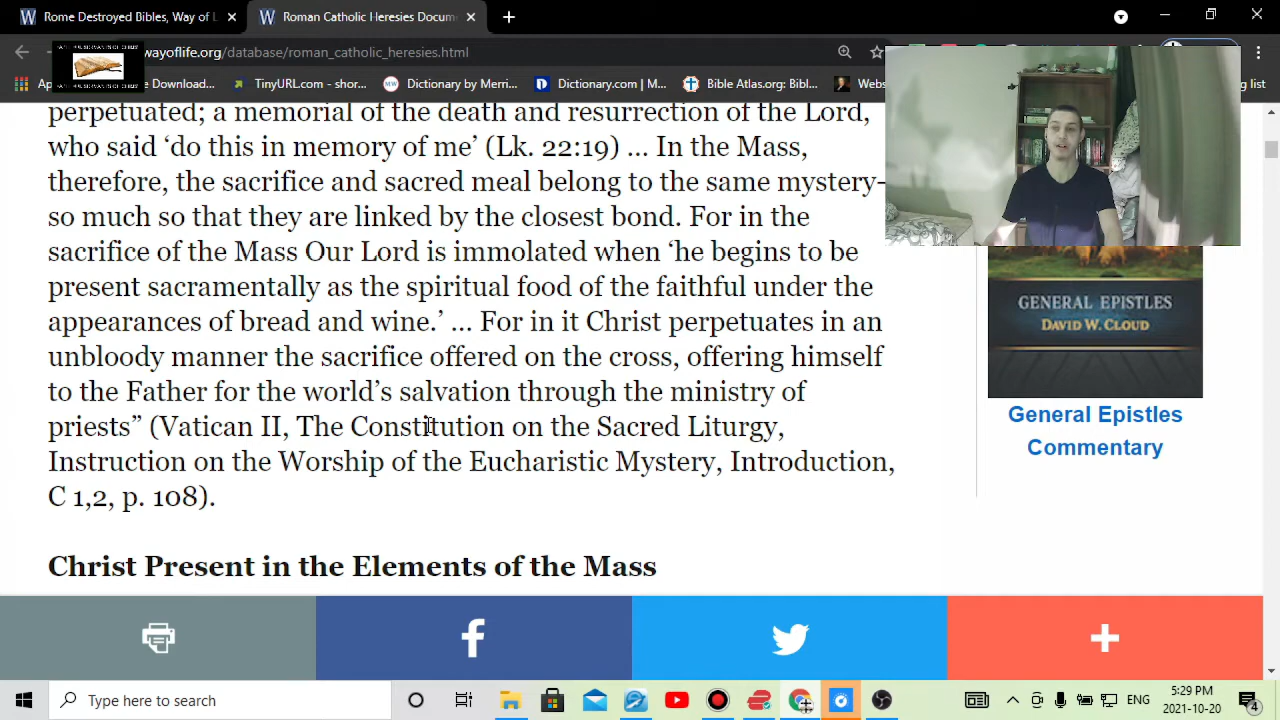 Rome Destroyed Bibles, Way of L
Roman Catholic Heresies Docum
wayoflife.org/database/roman_catholic_heresies.html
Ap
e Download...
TinyURL.com - shor...
Dictionary by Merri...
Dictionary.com | M...
Bible Atlas.org: Bibl...
Webs
ng list
perpetuated; a memorial of the death and resurrection of the Lord,
who said ‘do this in memory of me’ (Lk. 22:19) ... In the Mass,
therefore, the sacrifice and sacred meal belong to the same mystery-
so much so that they are linked by the closest bond. For in the
sacrifice of the Mass Our Lord is immolated when ‘he begins to be
present sacramentally as the spiritual food of the faithful under the
appearances of bread and wine.’ ... For in it Christ perpetuates in an
unbloody manner the sacrifice offered on the cross, offering himself
to the Father for the world’s salvation through the ministry of
priests” (Vatican II, The Constitution on the Sacred Liturgy,
Instruction on the Worship of the Eucharistic Mystery, Introduction,
C 1,2, p. 108).
Christ Present in the Elements of the Mass
GENERAL EPISTLES
DAVID W. CLOUD
General Epistles
Commentary
Type here to search
ENG
5:29 PM
2021-10-20
4